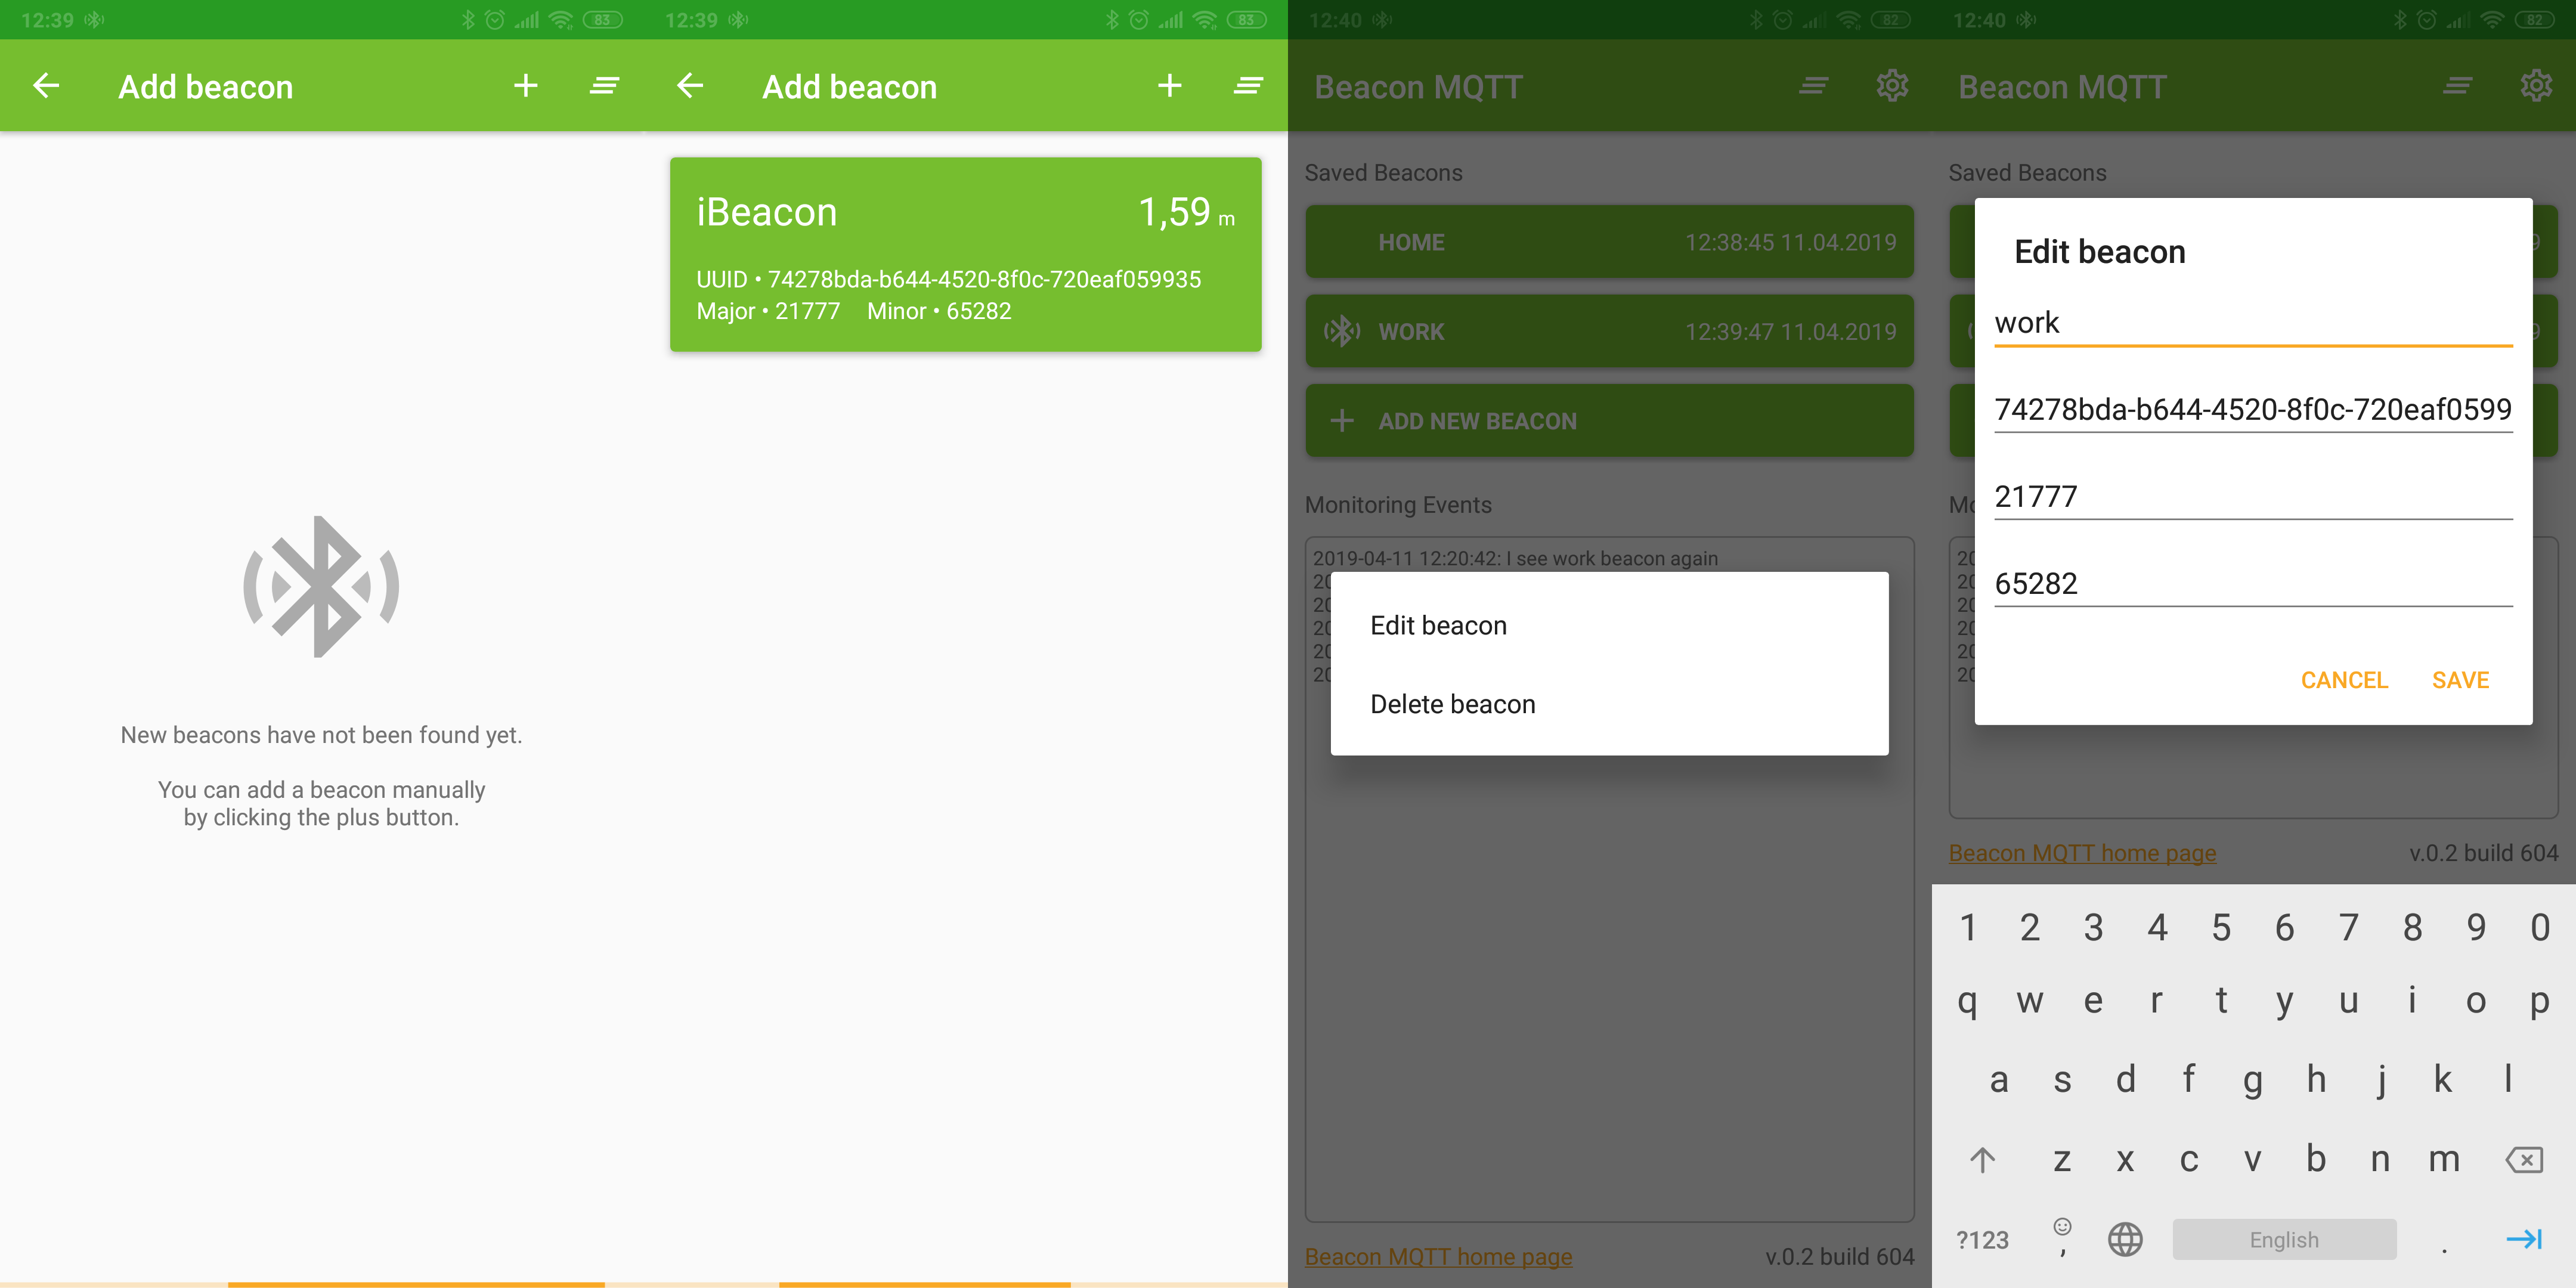 12:39
83
Add beacon
New beacons have not been found yet.
You can add a beacon manually
by clicking the plus button.
12:39
83
Add beacon
iBeacon
1,59 m
UUID • 74278bda-b644-4520-8f0c-720eaf059935
Major • 21777 Minor • 65282
12:40
82
Beacon MQTT
Saved Beacons
HOME 12:38:45 11.04.2019
WORK 12:39:47 11.04.2019
ADD NEW BEACON
Monitoring Events
2019-04-11 12:20:42: I see work beacon again
20
20
20
20
20
Edit beacon
Delete beacon
Beacon MQTT home page v.0.2 build 604
12:40
82
Beacon MQTT
Saved Beacons
9
9
Edit beacon
work
74278bda-b644-4520-8f0c-720eaf0599
21777
65282
CANCEL SAVE
Mo
20
20
20
20
20
20
Beacon MQTT home page v.0.2 build 604
1 2 3 4 5 6 7 8 9 0
q w e r t y u i o p
a s d f g h j k l
z x c v b n m
?123 , English .